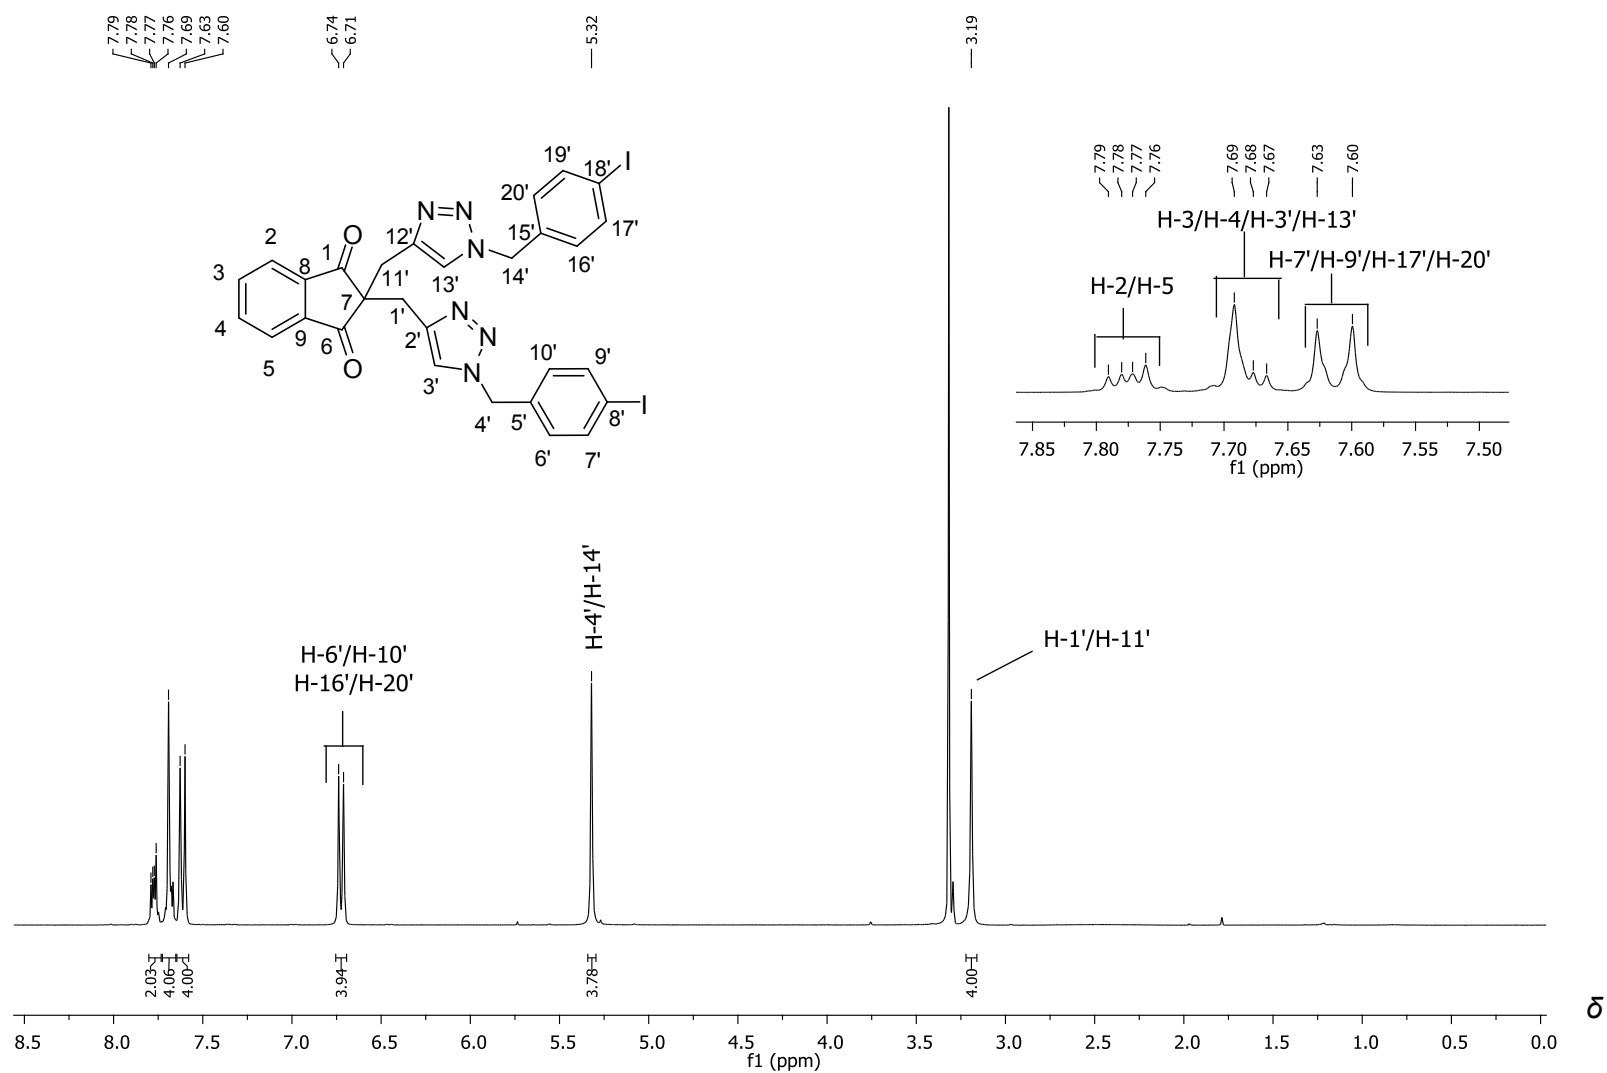 7.79
7.78
7.77
7.76
7.69
7.63
7.60
6.74
6.71
5.32
3.19
19'
18'
I
20'
17'
N
N
15'
12'
N
16'
2
1
O
8
11'
13'
14'
3
7
N
N
4
9
1'
2'
6
10'
9'
5
O
3'
N
I
8'
4'
5'
6'
7'
7.79
7.78
7.77
7.76
7.69
7.68
7.67
7.63
7.60
H-3/H-4/H-3'/H-13'
H-7'/H-9'/H-17'/H-20'
H-2/H-5
7.85 7.80 7.75 7.70 7.65 7.60 7.55 7.50
f1 (ppm)
H-4'/H-14'
H-1'/H-11'
H-6'/H-10'
H-16'/H-20'
2.03
4.06
4.00
3.94
3.78
4.00
δ
8.5 8.0 7.5 7.0 6.5 6.0 5.5 5.0 4.5 4.0 3.5 3.0 2.5 2.0 1.5 1.0 0.5 0.0
f1 (ppm)